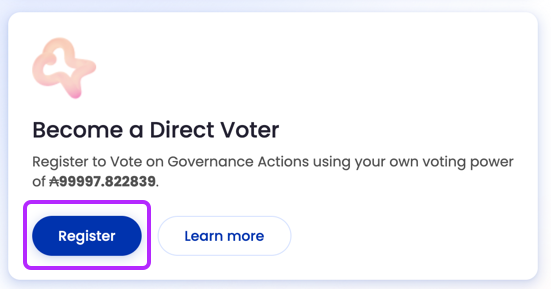 Become a Direct Voter
Register to Vote on Governance Actions using your own voting power
of ₳99997.822839.
Register
Learn more